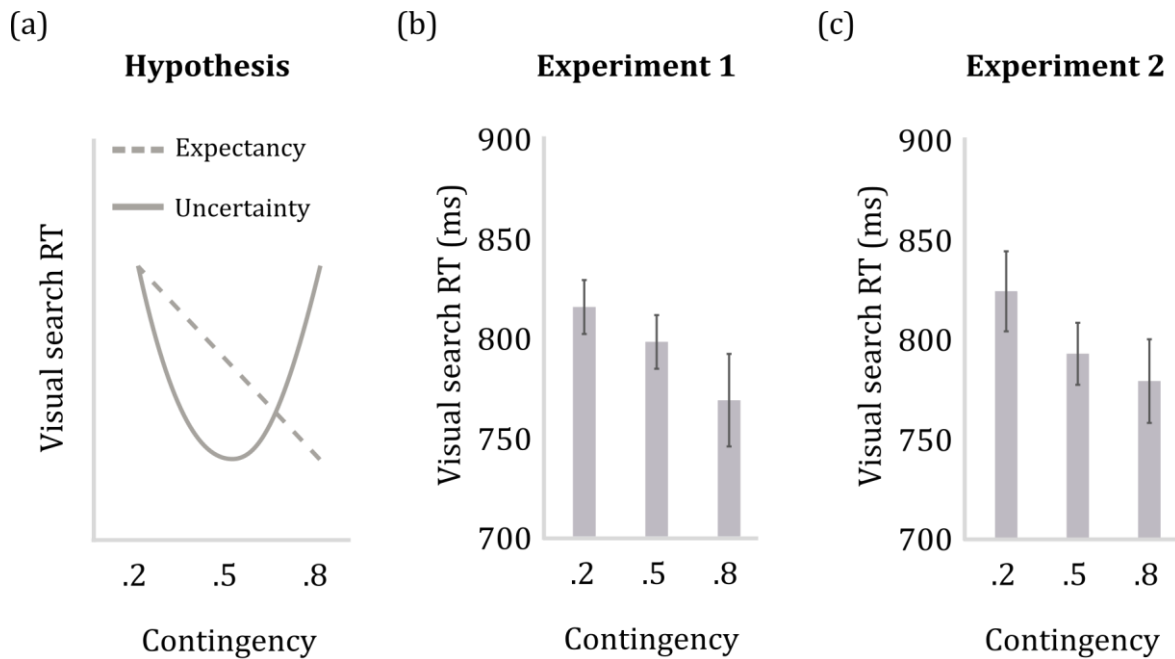 (a)
Hypothesis
Expectancy
Uncertainty
Visual search RT
.2 .5 .8
Contingency
(b)
Experiment 1
Visual search RT (ms)
900
850
800
750
700
.2 .5 .8
Contingency
(c)
Experiment 2
Visual search RT (ms)
900
850
800
750
700
.2 .5 .8
Contingency